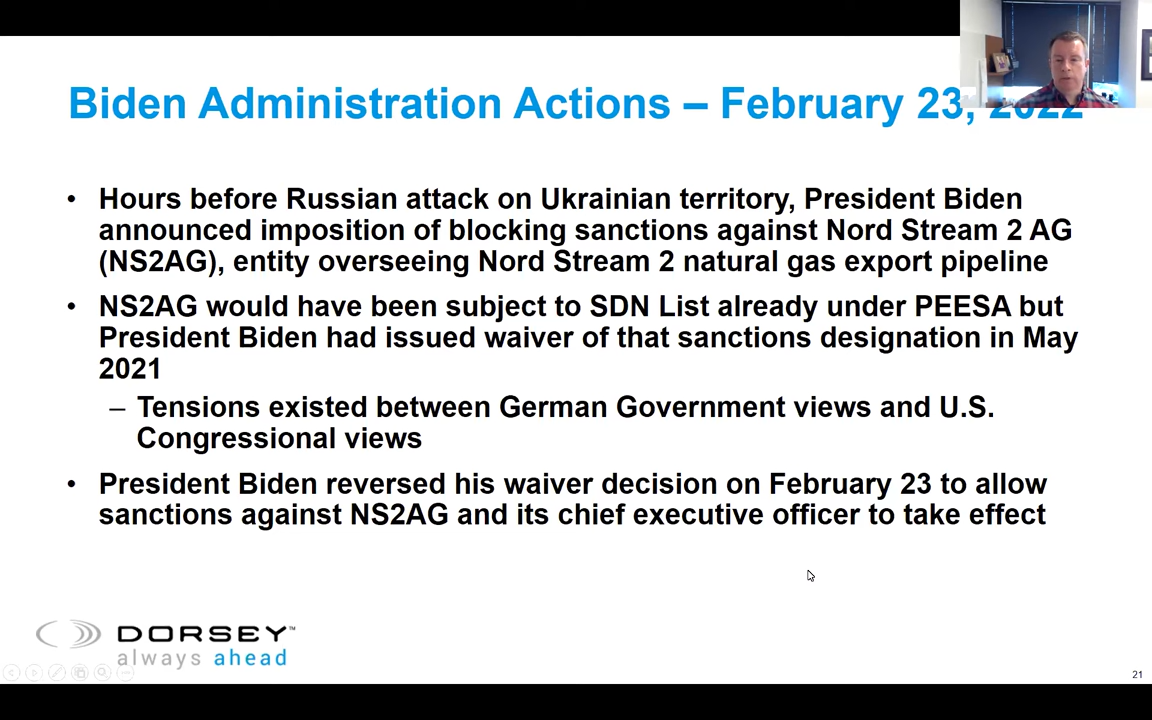 Biden Administration Actions – February 23, 2022
• Hours before Russian attack on Ukrainian territory, President Biden
announced imposition of blocking sanctions against Nord Stream 2 AG
(NS2AG), entity overseeing Nord Stream 2 natural gas export pipeline
• NS2AG would have been subject to SDN List already under PEESA but
President Biden had issued waiver of that sanctions designation in May
2021
– Tensions existed between German Government views and U.S.
Congressional views
• President Biden reversed his waiver decision on February 23 to allow
sanctions against NS2AG and its chief executive officer to take effect
DORSEY™
always ahead
21